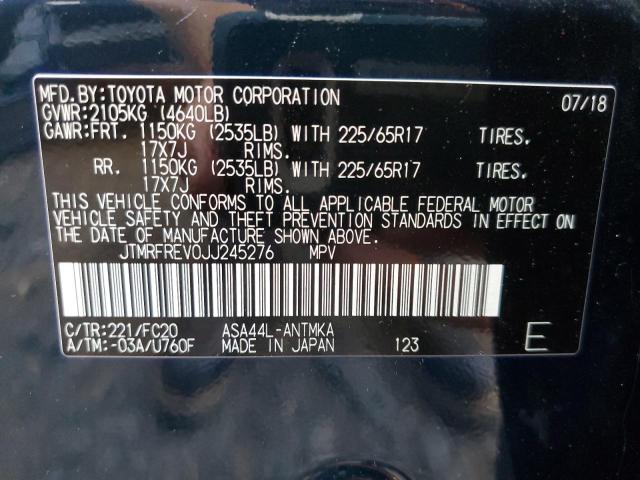 MFD.BY:TOYOTA MOTOR CORPORATION 07/18
GVWR:2105KG (4640LB)
GAWR:FRT. 1150KG (2535LB) WITH 225/65R17 TIRES.
17X7J RIMS.
RR. 1150KG (2535LB) WITH 225/65R17 TIRES.
17X7J RIMS.
THIS VEHICLE CONFORMS TO ALL APPLICABLE FEDERAL MOTOR
VEHICLE SAFETY AND THEFT PREVENTION STANDARDS IN EFFECT ON
THE DATE OF MANUFACTURE SHOWN ABOVE.
JTMRFREV0JJ245276 MPV
C/TR:221/FC20 ASA44L-ANTMKA
A/TM:-03A/U760F MADE IN JAPAN 123 E